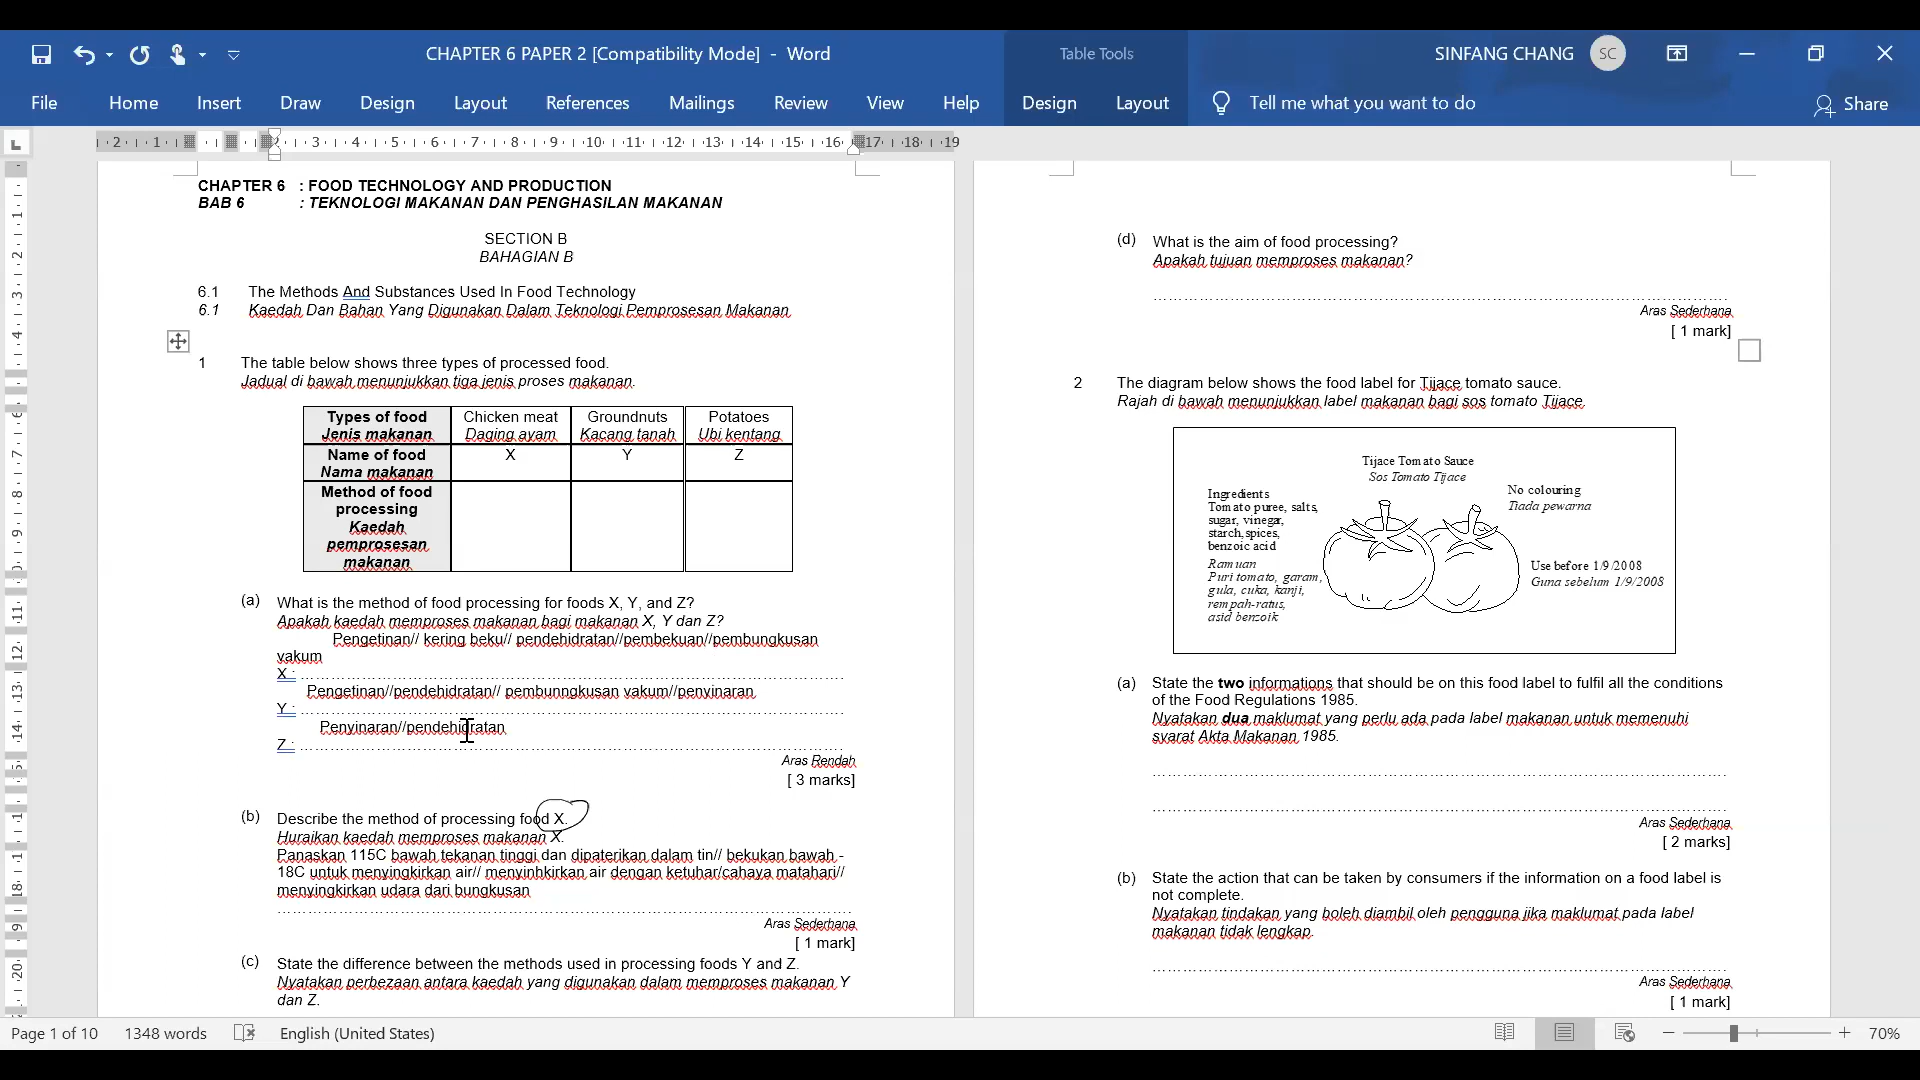 CHAPTER 6 PAPER 2 [Compatibility Mode] - Word
Table Tools
SINFANG CHANG
SC
File
Home
Insert
Draw
Design
Layout
References
Mailings
Review
View
Help
Design
Layout
Tell me what you want to do
Share
CHAPTER 6 : FOOD TECHNOLOGY AND PRODUCTION
BAB 6 : TEKNOLOGI MAKANAN DAN PENGHASILAN MAKANAN
SECTION B
BAHAGIAN B
6.1 The Methods And Substances Used In Food Technology
6.1 Kaedah Dan Bahan Yang Digunakan Dalam Teknologi Pemprosesan Makanan
1 The table below shows three types of processed food.
Jadual di bawah menunjukkan tiga jenis proses makanan.
Types of food Chicken meat Groundnuts Potatoes
Jenis makanan Daging ayam Kacang tanah Ubi kentang
Name of food X Y Z
Nama makanan
Method of food
processing
Kaedah
pemprosesan
makanan
(a) What is the method of food processing for foods X, Y, and Z?
Apakah kaedah memproses makanan bagi makanan X, Y dan Z?
Pengetinan// kering beku// pendehidratan//pembekuan//pembungkusan
vakum
X : ....................................................
Pengetinan//pendehidratan// pembunngkusan vakum//penyinaran
Y : ....................................................
Penyinaran//pendehidratan
Z : ....................................................
Aras Rendah
[ 3 marks]
(b) Describe the method of processing food X.
Huraikan kaedah memproses makanan X.
Panaskan 115C bawah tekanan tinggi dan dipaterikan dalam tin// bekukan bawah -
18C untuk menyingkirkan air// menyinhkirkan air dengan ketuhar/cahaya matahari//
menyingkirkan udara dari bungkusan
....................................................
Aras Sederhana
[ 1 mark]
(c) State the difference between the methods used in processing foods Y and Z.
Nyatakan perbezaan antara kaedah yang digunakan dalam memproses makanan Y
dan Z.
(d) What is the aim of food processing?
Apakah tujuan memproses makanan?
....................................................
Aras Sederhana
[ 1 mark]
2 The diagram below shows the food label for Tijace tomato sauce.
Rajah di bawah menunjukkan label makanan bagi sos tomato Tijace.
Tijace Tomato Sauce
Sos Tomato Tijace
Ingredients
Tomato puree, salts,
sugar, vinegar,
starch,spices,
benzoic acid
Ramuan
Puri tomato, garam,
gula, cuka, kanji,
rempah-ratus,
asid benzoik
No colouring
Tiada pewarna
Use before 1/9/2008
Guna sebelum 1/9/2008
(a) State the two informations that should be on this food label to fulfil all the conditions
of the Food Regulations 1985.
Nyatakan dua maklumat yang perlu ada pada label makanan untuk memenuhi
syarat Akta Makanan 1985.
....................................................
....................................................
Aras Sederhana
[ 2 marks]
(b) State the action that can be taken by consumers if the information on a food label is
not complete.
Nyatakan tindakan yang boleh diambil oleh pengguna jika maklumat pada label
makanan tidak lengkap.
....................................................
Aras Sederhana
[ 1 mark]
Page 1 of 10
1348 words
English (United States)
70%